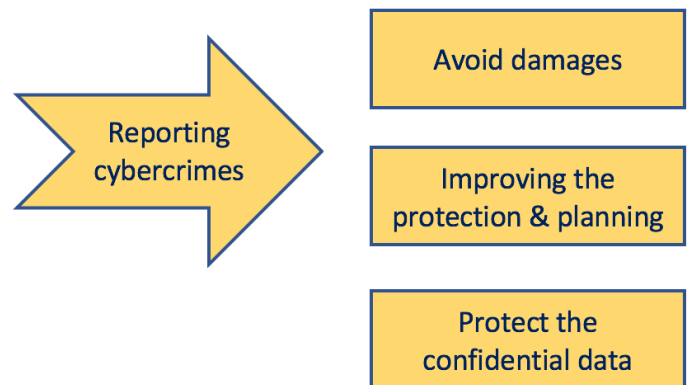 Reporting
cybercrimes
Avoid damages
Improving the
protection & planning
Protect the
confidential data